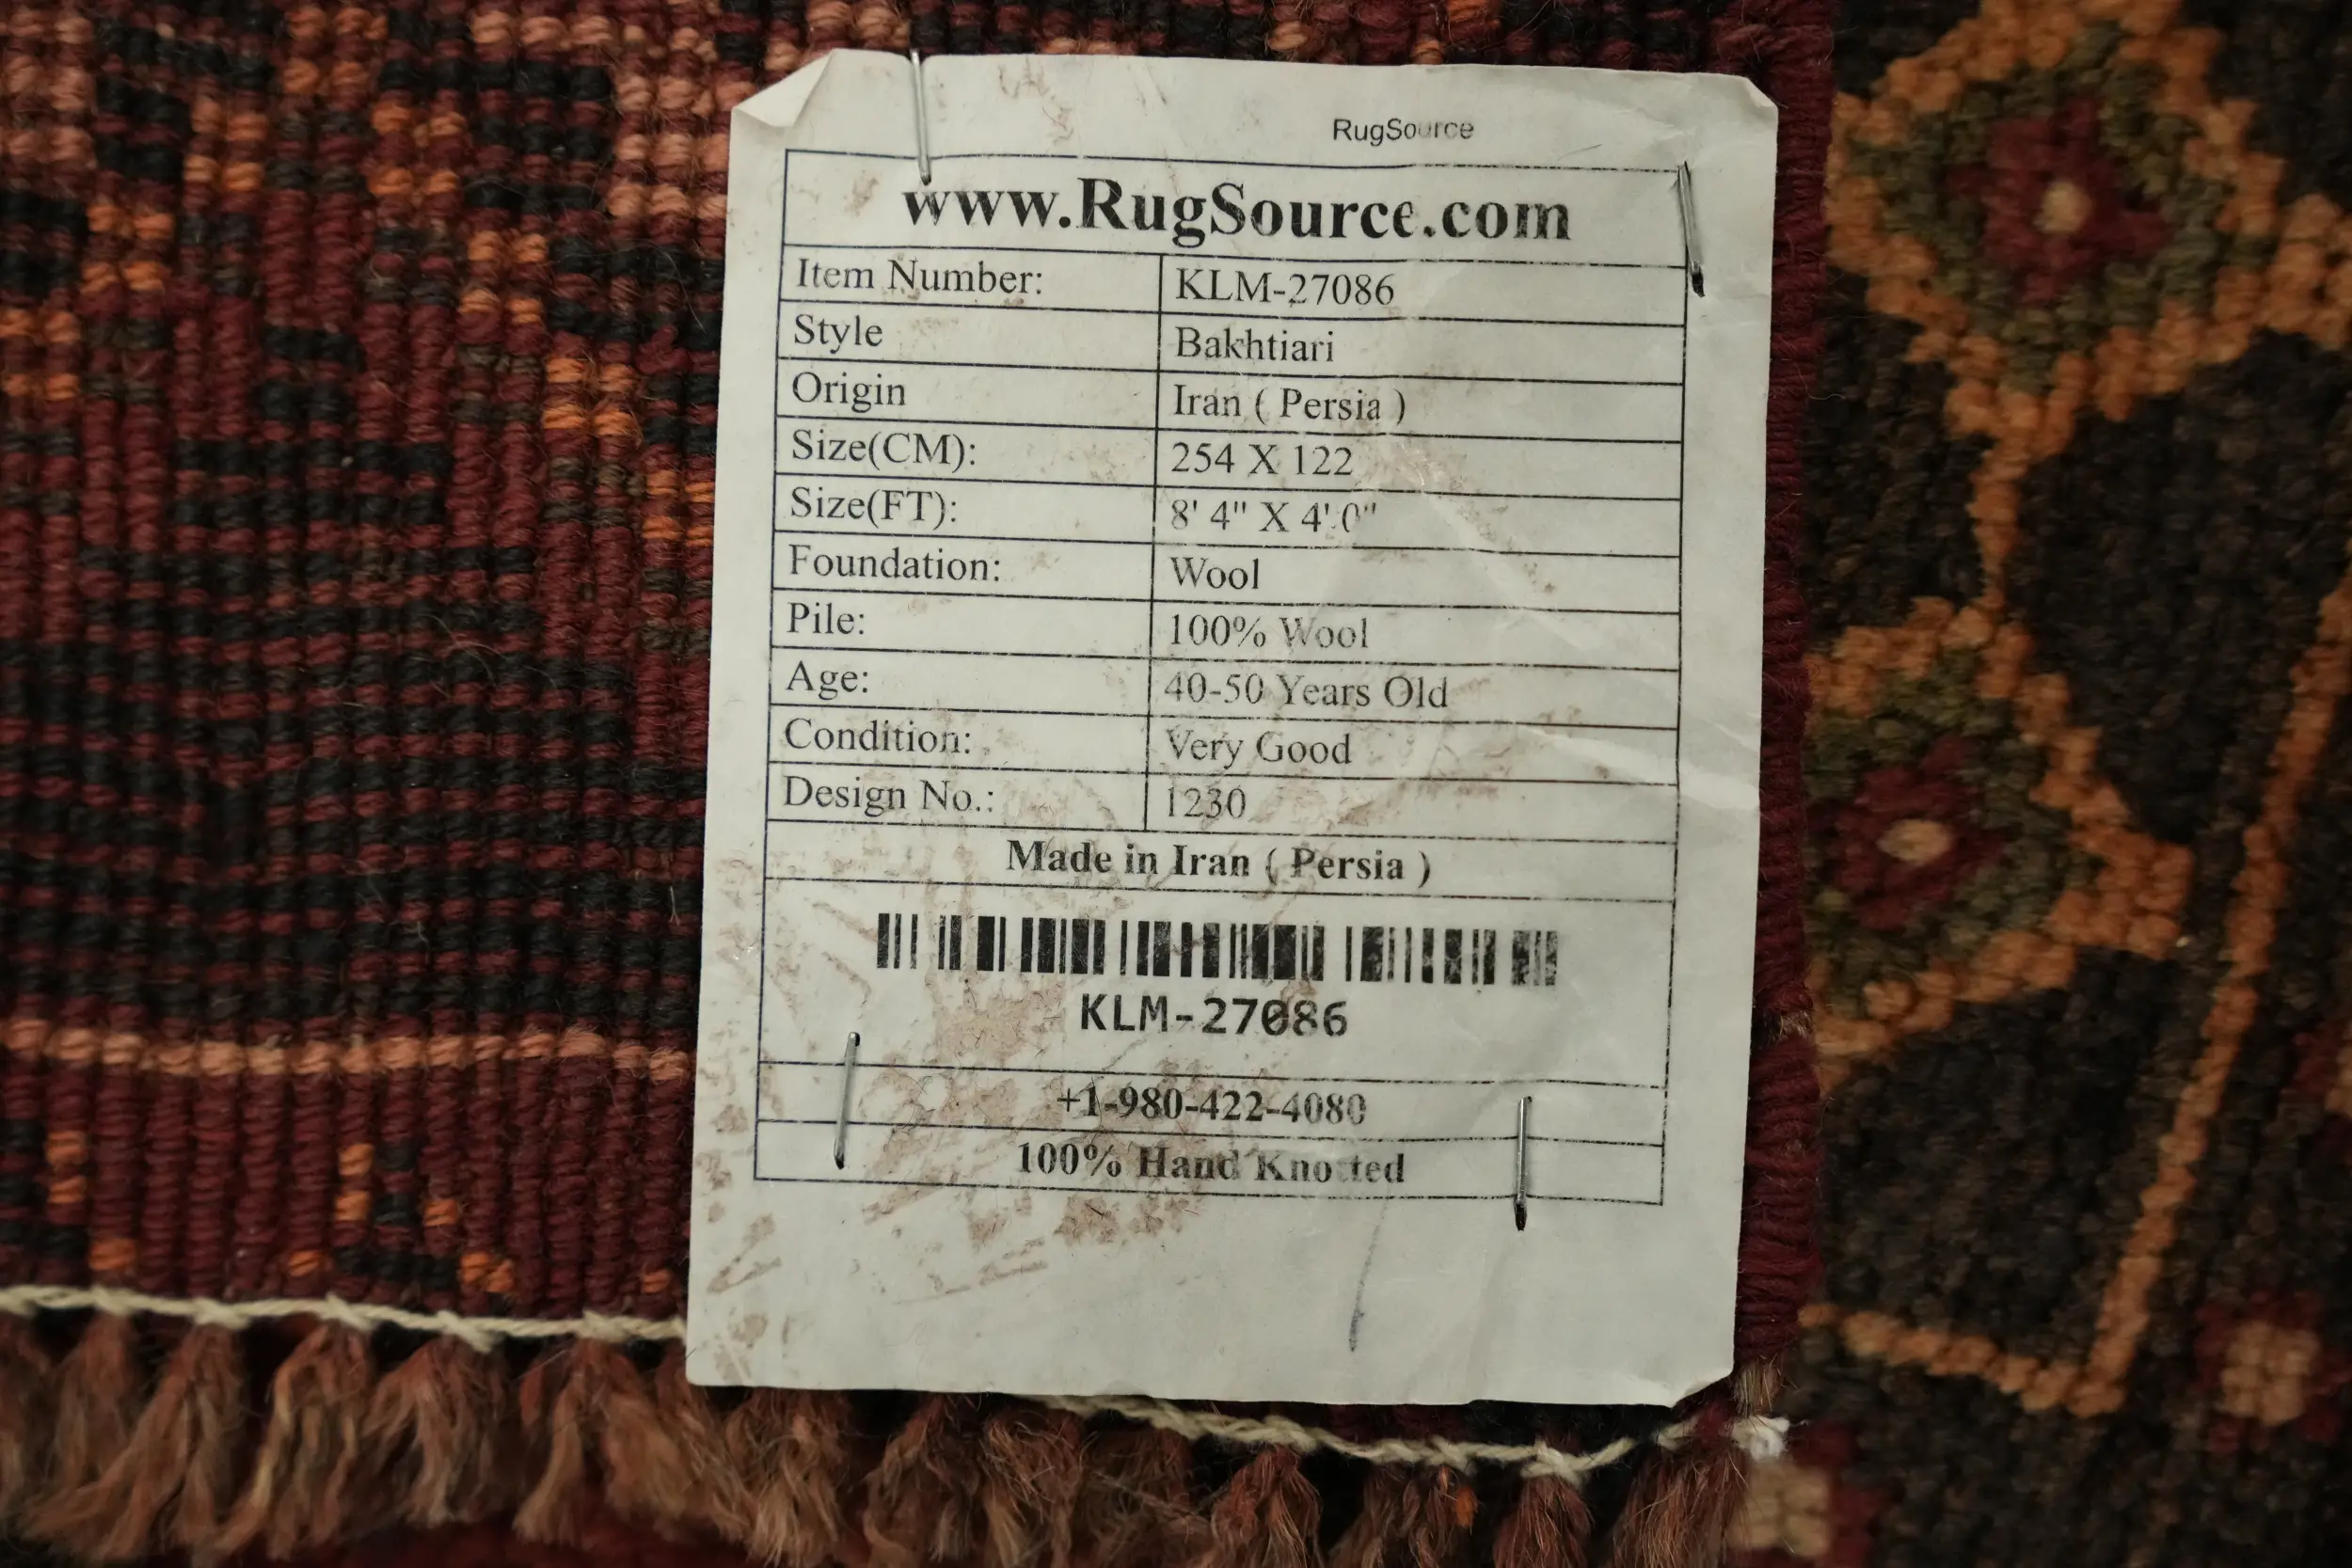 RugSource
www.RugSource.com
Item Number: KLM-27086
Style Bakhtiari
Origin Iran ( Persia )
Size(CM): 254 X 122
Size(FT): 8' 4" X 4' 0"
Foundation: Wool
Pile: 100% Wool
Age: 40-50 Years Old
Condition: Very Good
Design No.: 1230
Made in Iran ( Persia )
KLM-27086
+1-980-422-4080
100% Hand Knotted